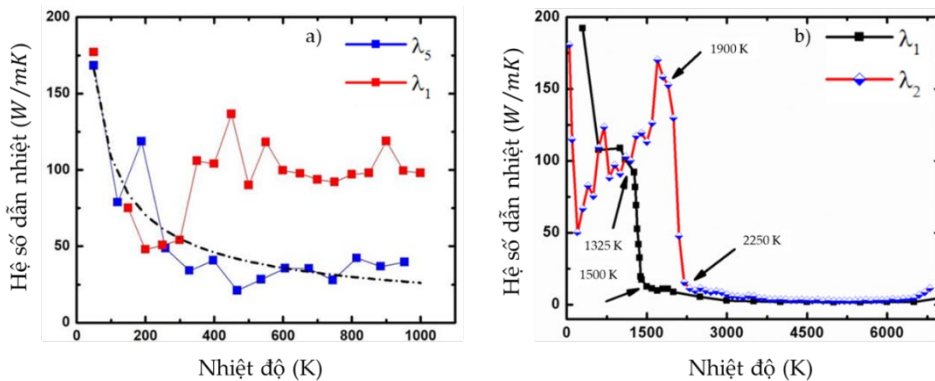 200
150
100
50
0
0 200 400 600 800 1000
Hệ số dẫn nhiệt (W/mK)
Nhiệt độ (K)
a)
λ5
λ1
200
150
100
50
0
0 1500 3000 4500 6000
Hệ số dẫn nhiệt (W/mK)
Nhiệt độ (K)
b)
λ1
λ2
1900 K
1325 K
1500 K
2250 K